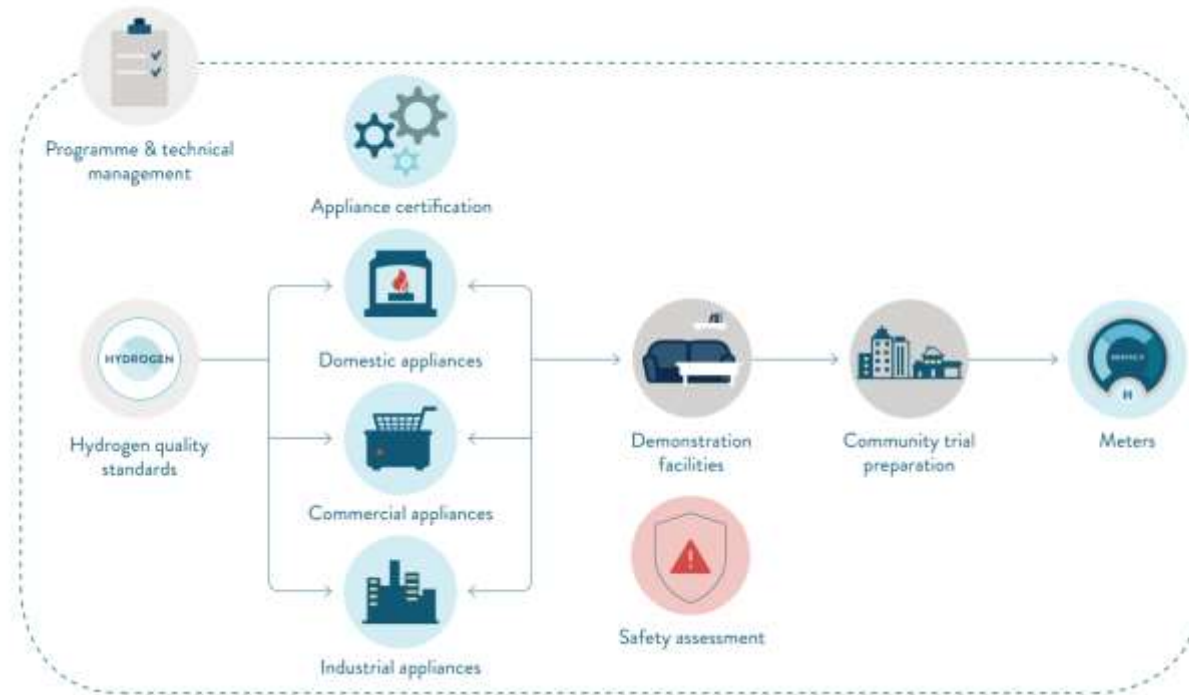 Programme & technical
management
Appliance certification
HYDROGEN
Hydrogen quality
standards
Domestic appliances
Commercial appliances
Industrial appliances
Demonstration
facilities
Safety assessment
Community trial
preparation
H
Meters